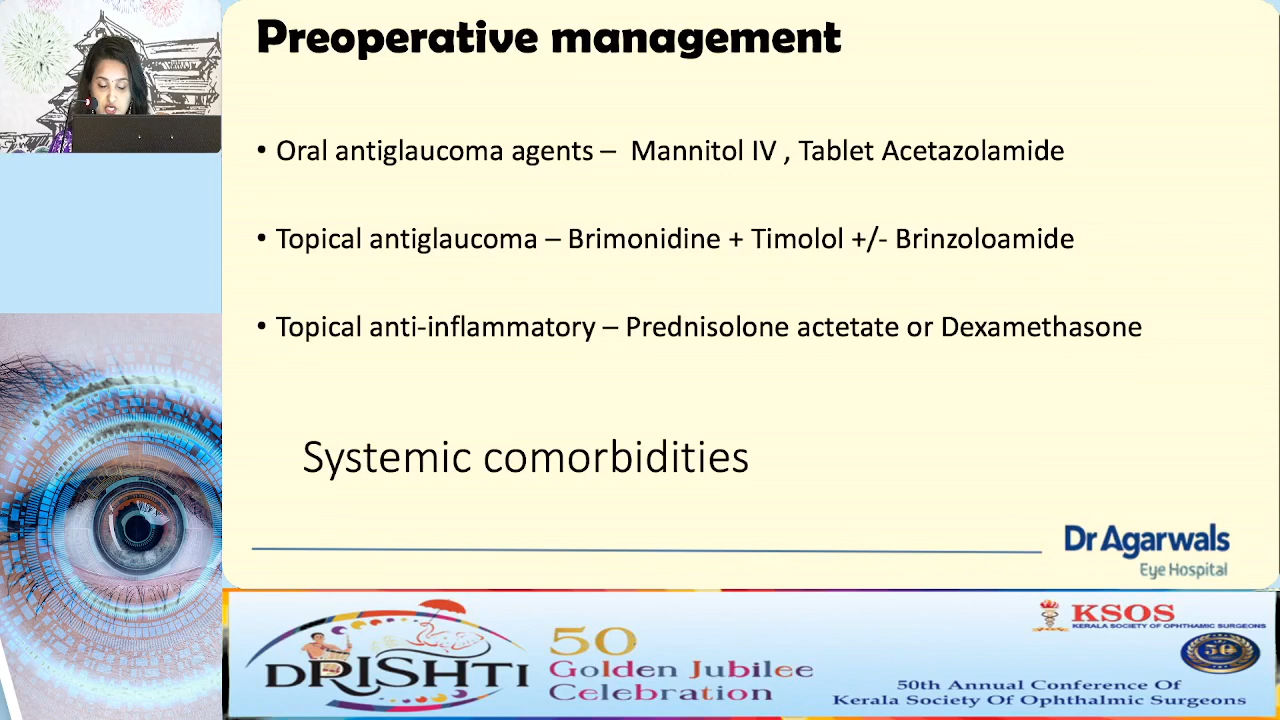 Preoperative management
• Oral antiglaucoma agents – Mannitol IV , Tablet Acetazolamide
• Topical antiglaucoma – Brimonidine + Timolol +/- Brinzoloamide
• Topical anti-inflammatory – Prednisolone actetate or Dexamethasone
Systemic comorbidities
Dr Agarwals
Eye Hospital
DRISHTI
50
Golden Jubilee
Celebration
KSOS
KERALA SOCIETY OF OPHTHAMIC SURGEONS
50
50th Annual Conference Of
Kerala Society Of Ophthalmic Surgeons